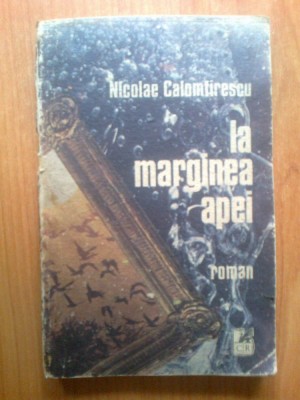 Nicolae Calomfirescu
la
marginea
apei
roman